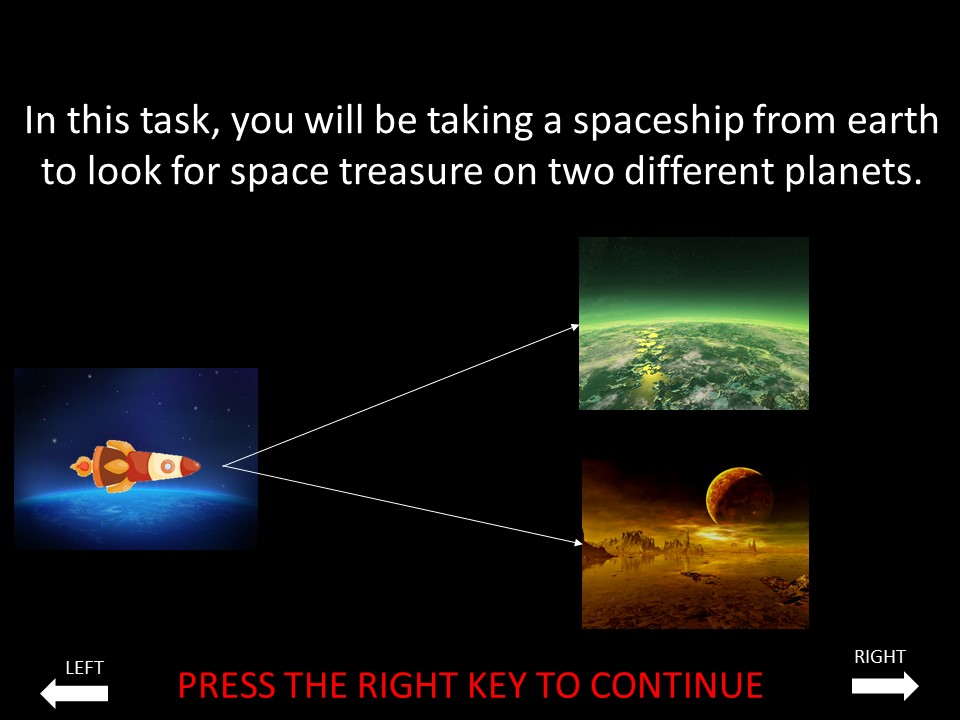 In this task, you will be taking a spaceship from earth
to look for space treasure on two different planets.
LEFT
PRESS THE RIGHT KEY TO CONTINUE
RIGHT